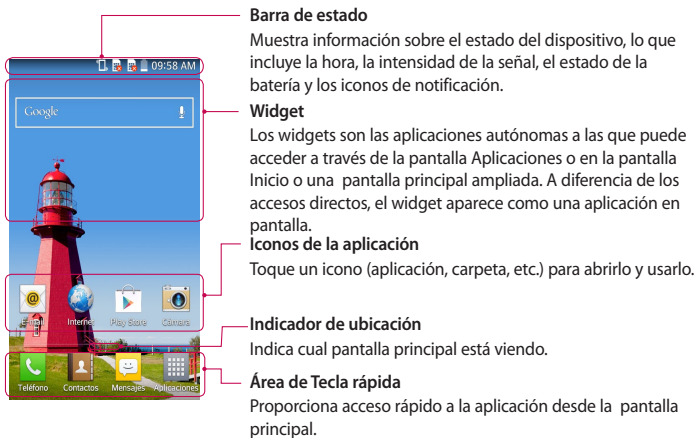 Barra de estado
Muestra información sobre el estado del dispositivo, lo que
incluye la hora, la intensidad de la señal, el estado de la
batería y los iconos de notificación.
09:58 AM
Google
Widget
Los widgets son las aplicaciones autónomas a las que puede
acceder a través de la pantalla Aplicaciones o en la pantalla
Inicio o una pantalla principal ampliada. A diferencia de los
accesos directos, el widget aparece como una aplicación en
pantalla.
Iconos de la aplicación
Toque un icono (aplicación, carpeta, etc.) para abrirlo y usarlo.
E-mail Internet Play Store Cámara
Indicador de ubicación
Indica cual pantalla principal está viendo.
Teléfono Contactos Mensajes Aplicaciones
Área de Tecla rápida
Proporciona acceso rápido a la aplicación desde la pantalla
principal.